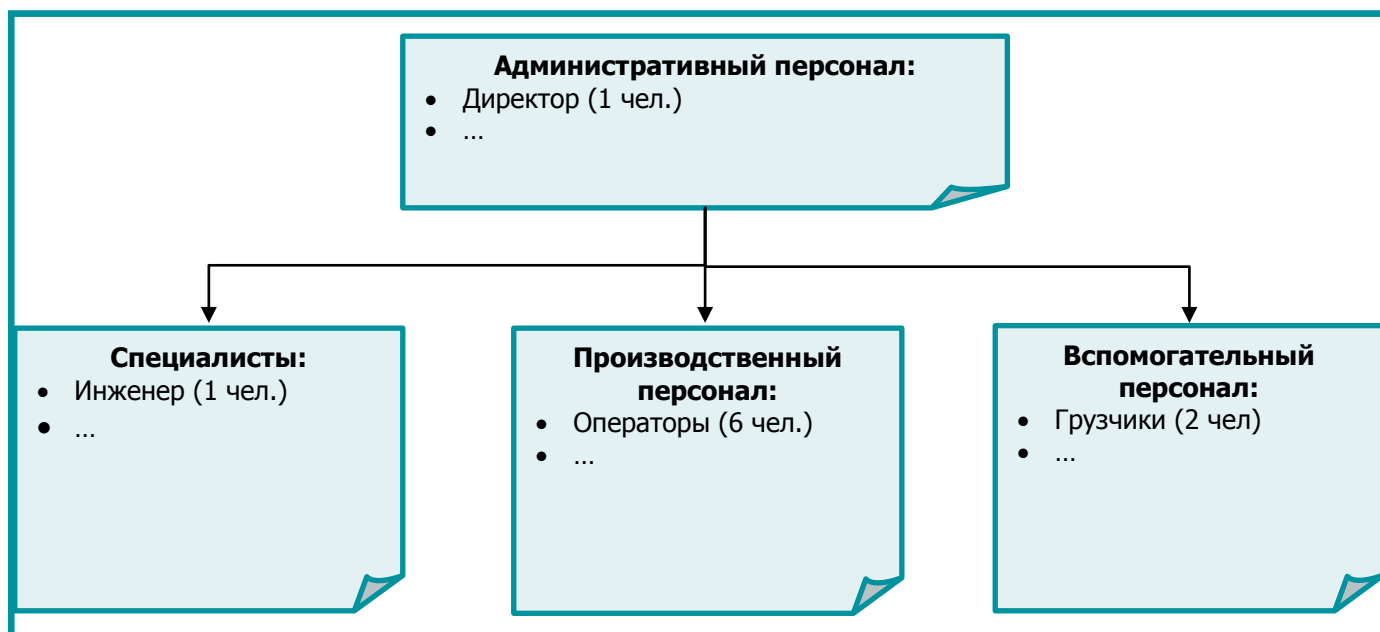 Административный персонал:
• Директор (1 чел.)
• ...
Специалисты:
• Инженер (1 чел.)
• ...
Производственный
персонал:
• Операторы (6 чел.)
• ...
Вспомогательный
персонал:
• Грузчики (2 чел)
• ...